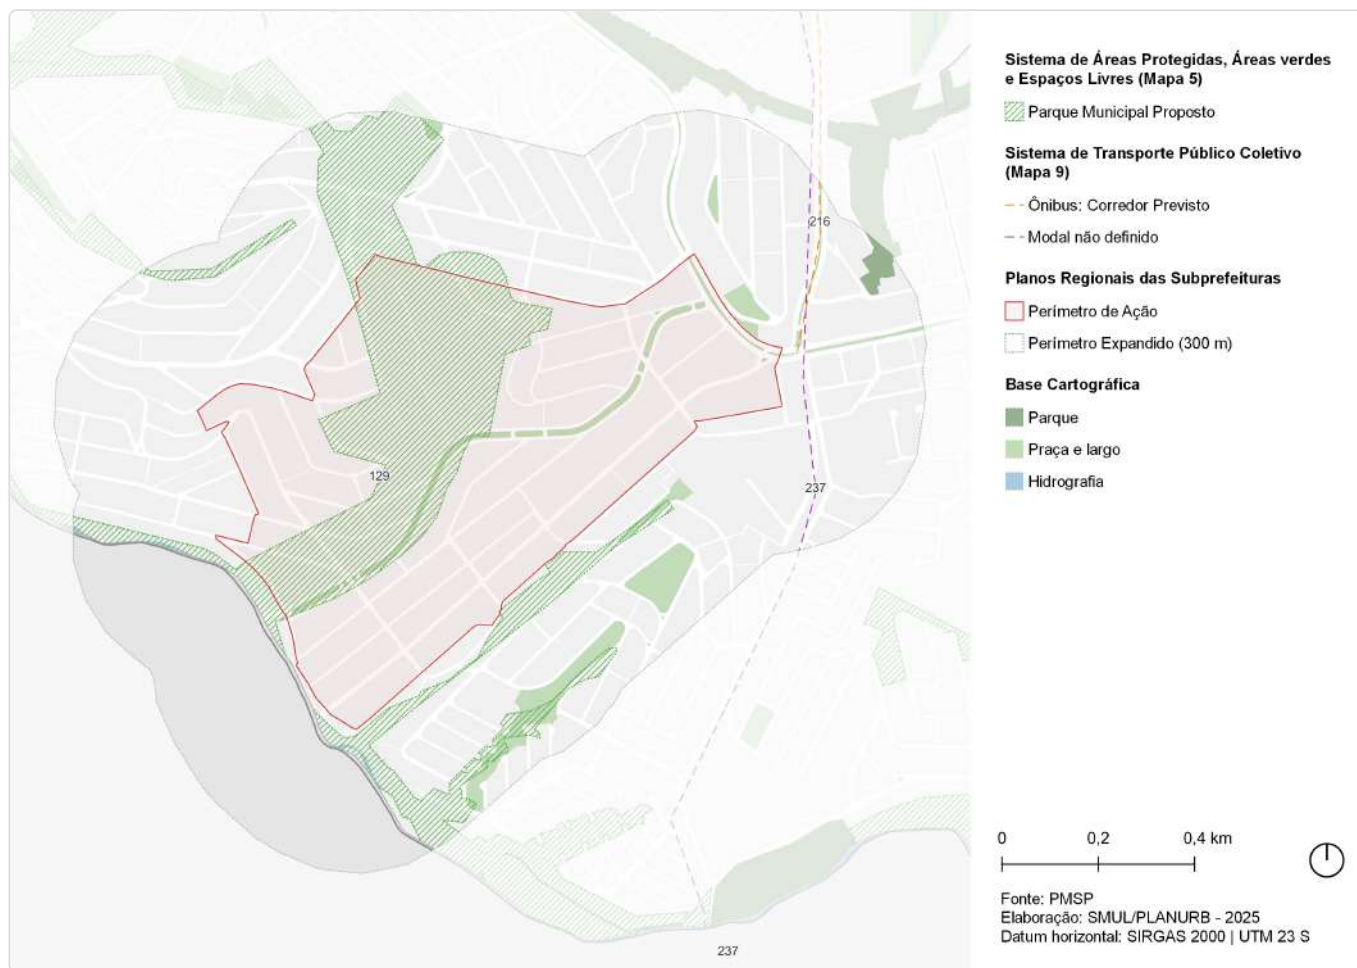 216
129
237
237
Sistema de Áreas Protegidas, Áreas verdes
e Espaços Livres (Mapa 5)
Parque Municipal Proposto
Sistema de Transporte Público Coletivo
(Mapa 9)
Ônibus: Corredor Previsto
Modal não definido
Planos Regionais das Subprefeituras
Perímetro de Ação
Perímetro Expandido (300 m)
Base Cartográfica
Parque
Praça e largo
Hidrografia
0 0,2 0,4 km
Fonte: PMSP
Elaboração: SMUL/PLANURB - 2025
Datum horizontal: SIRGAS 2000 | UTM 23 S